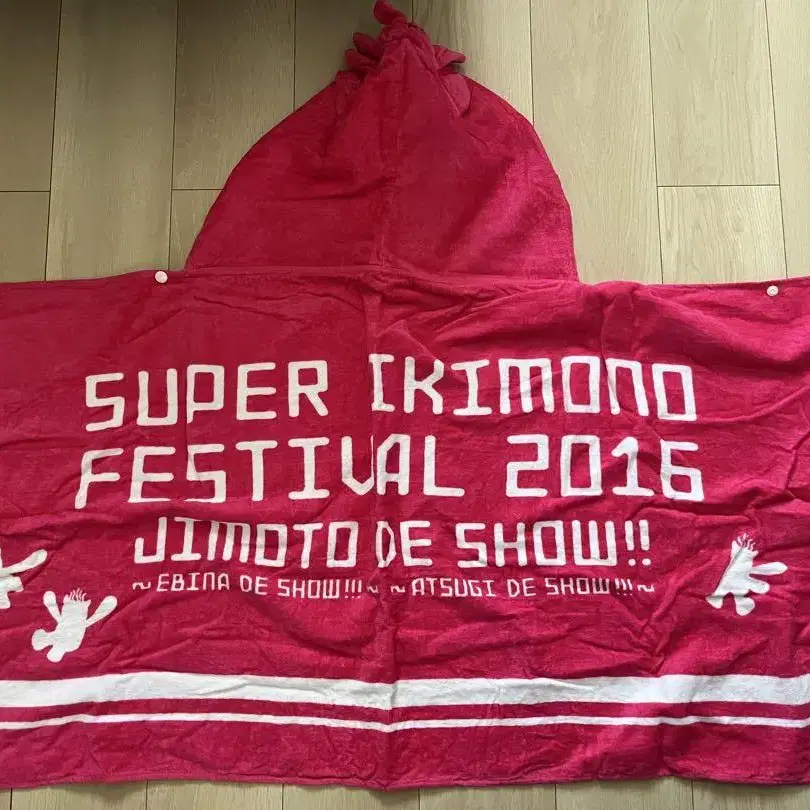 SUPER IKIMONO
FESTIVAL 2016
JIMOTO DE SHOW!!
~EBINA DE SHOW!!!~ ~ATSUGI DE SHOW!!!~